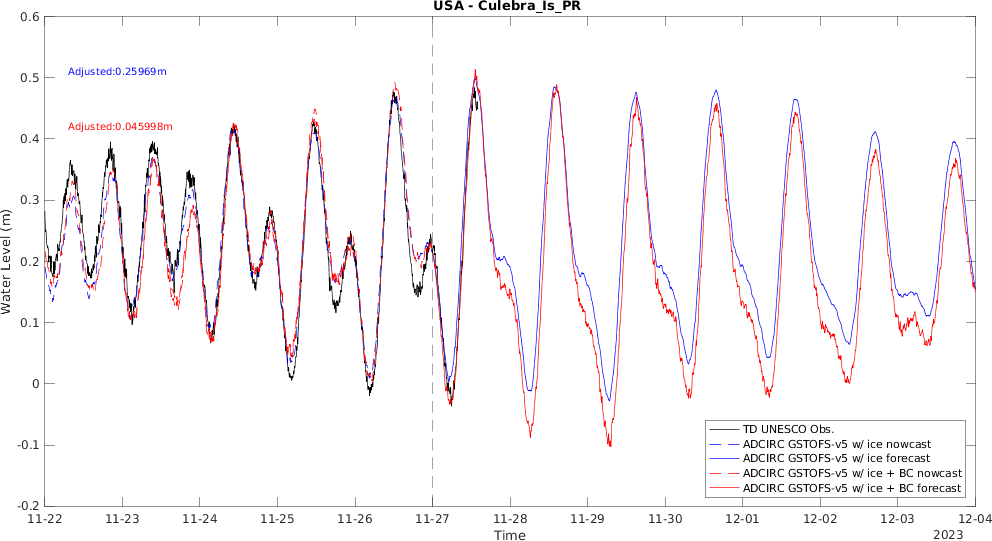 USA - Culebra_Is_PR
0.6
0.5
0.4
0.3
0.2
0.1
0
-0.1
-0.2
Water Level (m)
Adjusted:0.25969m
Adjusted:0.045998m
TD UNESCO Obs.
ADCIRC GSTOFS-v5 w/ ice nowcast
ADCIRC GSTOFS-v5 w/ ice forecast
ADCIRC GSTOFS-v5 w/ ice + BC nowcast
ADCIRC GSTOFS-v5 w/ ice + BC forecast
11-22 11-23 11-24 11-25 11-26 11-27 11-28 11-29 11-30 12-01 12-02 12-03 12-04
Time
2023